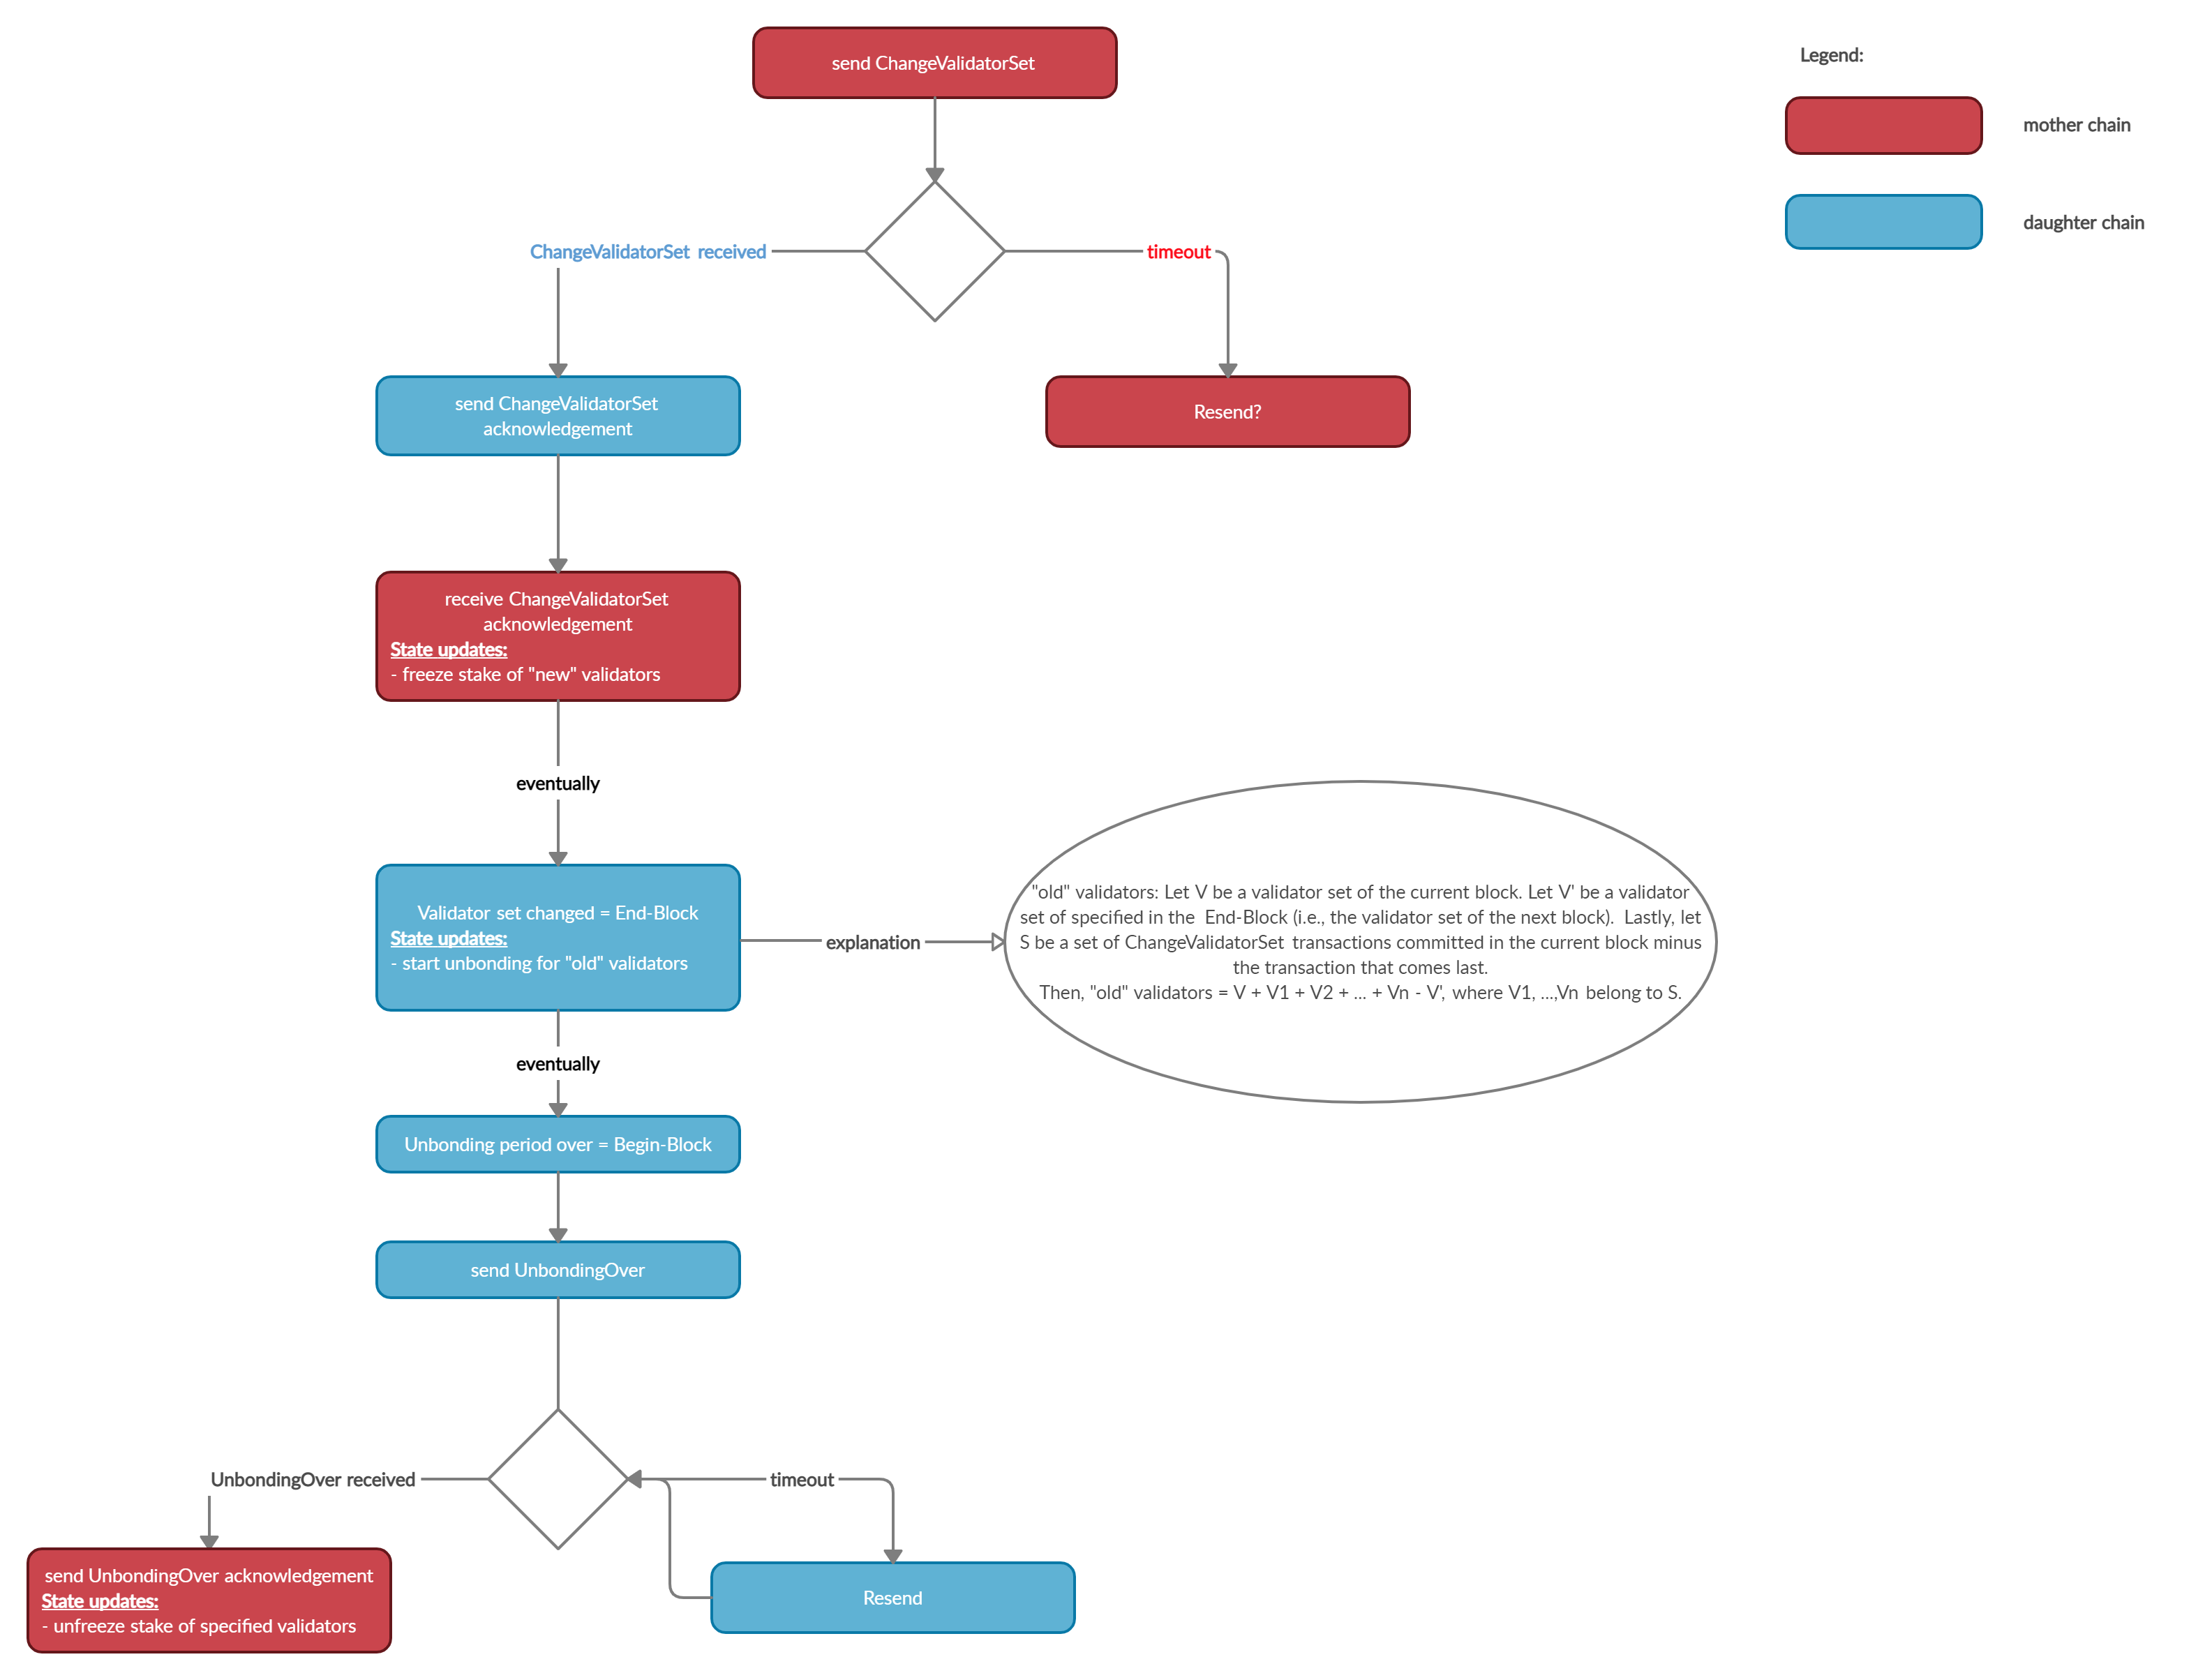 send ChangeValidatorSet
Legend:
mother chain
daughter chain
ChangeValidatorSet received
timeout
send ChangeValidatorSet
acknowledgement
Resend?
receive ChangeValidatorSet
acknowledgement
State updates:
- freeze stake of "new" validators
eventually
Validator set changed = End-Block
State updates:
- start unbonding for "old" validators
explanation
"old" validators: Let V be a validator set of the current block. Let V' be a validator
set of specified in the End-Block (i.e., the validator set of the next block). Lastly, let
S be a set of ChangeValidatorSet transactions committed in the current block minus
the transaction that comes last.
Then, "old" validators = V + V1 + V2 + ... + Vn - V', where V1, ...,Vn belong to S.
eventually
Unbonding period over = Begin-Block
send UnbondingOver
UnbondingOver received
timeout
send UnbondingOver acknowledgement
State updates:
- unfreeze stake of specified validators
Resend